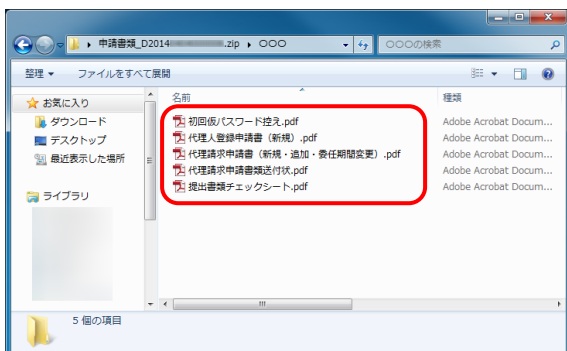 申請書類_D2014 .zip ▸ ○○○
○○○の検索
整理 ▼ ファイルをすべて展開
お気に入り
ダウンロード
デスクトップ
最近表示した場所
ライブラリ
名前 種類
初回仮パスワード控え.pdf Adobe Acrobat Docum...
代理人登録申請書（新規）.pdf Adobe Acrobat Docum...
代理請求申請書（新規・追加・委任期間変更）.pdf Adobe Acrobat Docum...
代理請求申請書類送付状.pdf Adobe Acrobat Docum...
提出書類チェックシート.pdf Adobe Acrobat Docum...
5 個の項目